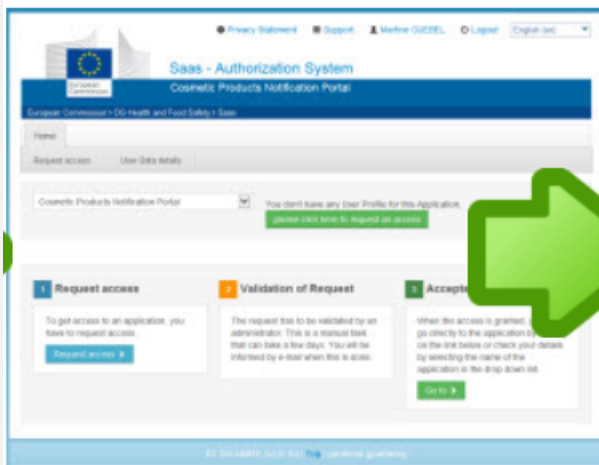 Privacy Statement Support Martine GOEBEL Logout English (en)
Saas - Authorization System
European
Commission
Cosmetic Products Notification Portal
European Commission > DG Health and Food Safety > Saas
Home
Request access User Data details
Cosmetic Products Notification Portal
You don't have any User Profile for this Application.
please click here to request an access
1 Request access
To get access to an application, you
have to request access
Request access
2 Validation of Request
The request has to be validated by an
administrator. This is a manual task
that can take a few days. You will be
informed by e-mail when this is done.
3 Accepte
When the access is granted,
go directly to the application by
on the link below or check your details
by selecting the name of the
application in the drop down list.
Go to
Top